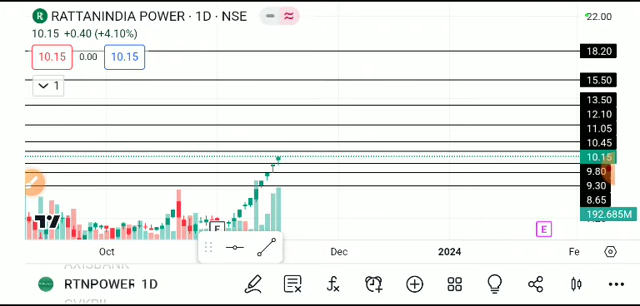 RATTANINDIA POWER · 1D · NSE
22.00
10.15 +0.40 (+4.10%)
10.15 0.00 10.15
18.20
1
15.50
13.50
12.10
11.05
10.45
10.15
9.80
9.30
8.65
192.685M
E
E
Oct Dec 2024 Fe
AXISBANK
RTNPOWER 1D